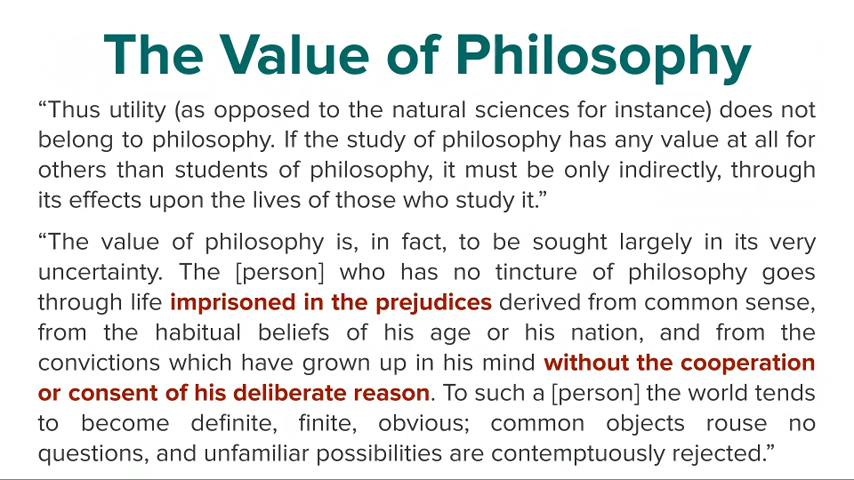 The Value of Philosophy
“Thus utility (as opposed to the natural sciences for instance) does not
belong to philosophy. If the study of philosophy has any value at all for
others than students of philosophy, it must be only indirectly, through
its effects upon the lives of those who study it.”
“The value of philosophy is, in fact, to be sought largely in its very
uncertainty. The [person] who has no tincture of philosophy goes
through life imprisoned in the prejudices derived from common sense,
from the habitual beliefs of his age or his nation, and from the
convictions which have grown up in his mind without the cooperation
or consent of his deliberate reason. To such a [person] the world tends
to become definite, finite, obvious; common objects rouse no
questions, and unfamiliar possibilities are contemptuously rejected.”